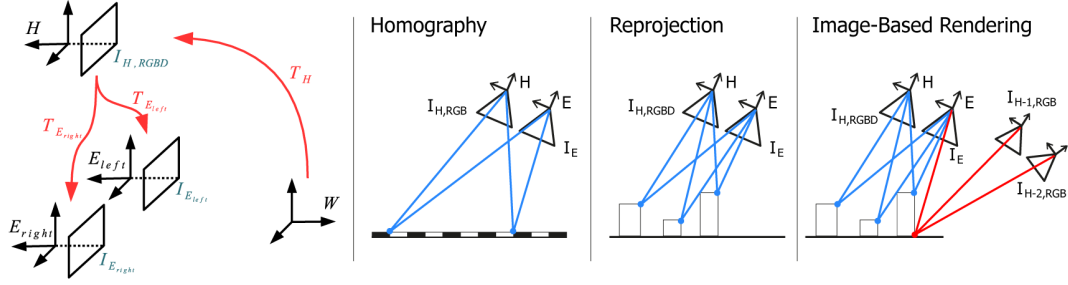 H
I_{H,RGBD}
T_H
T_{E_{left}}
T_{E_{right}}
E_{left}
I_{E_{left}}
W
E_{right}
I_{E_{right}}
Homography
H
I_{H,RGB}
E
I_E
Reprojection
H
I_{H,RGBD}
E
I_E
Image-Based Rendering
H
I_{H,RGBD}
E
I_{H-1,RGB}
I_E
I_{H-2,RGB}